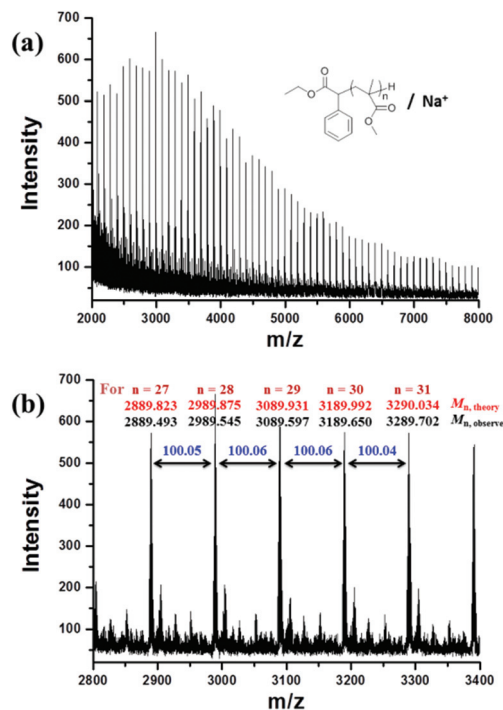 (a)
700
600
500
400
300
200
100
Intensity
2000 3000 4000 5000 6000 7000 8000
m/z
O
O
n
H
O
O
/ Na+
(b)
For n = 27 n = 28 n = 29 n = 30 n = 31
2889.823 2989.875 3089.931 3189.992 3290.034 Mn, theory
2889.493 2989.545 3089.597 3189.650 3289.702 Mn, observe
100.05 100.06 100.06 100.04
700
600
500
400
300
200
100
Intensity
2800 2900 3000 3100 3200 3300 3400
m/z